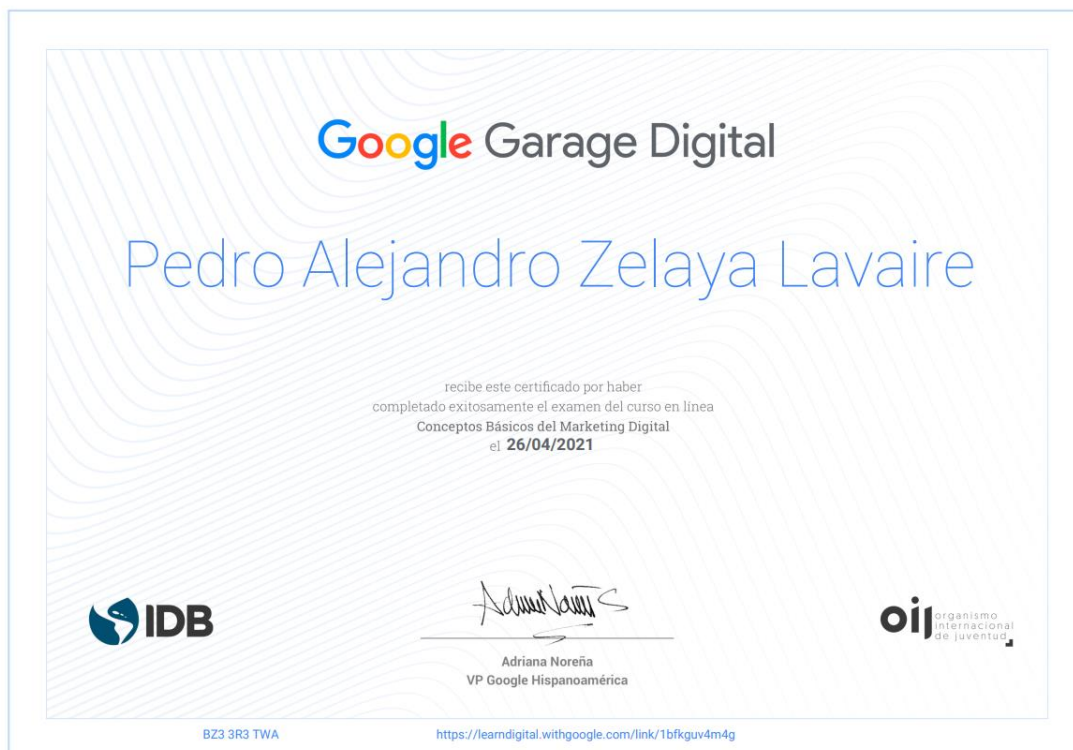 Google Garage Digital
Pedro Alejandro Zelaya Lavaire
recibe este certificado por haber
completado exitosamente el examen del curso en línea
Conceptos Básicos del Marketing Digital
el 26/04/2021
IDB
oij organismo
internacional
de juventud
Adriana Noreña
VP Google Hispanoamérica
BZ3 3R3 TWA
https://learndigital.withgoogle.com/link/1bfkguv4m4g